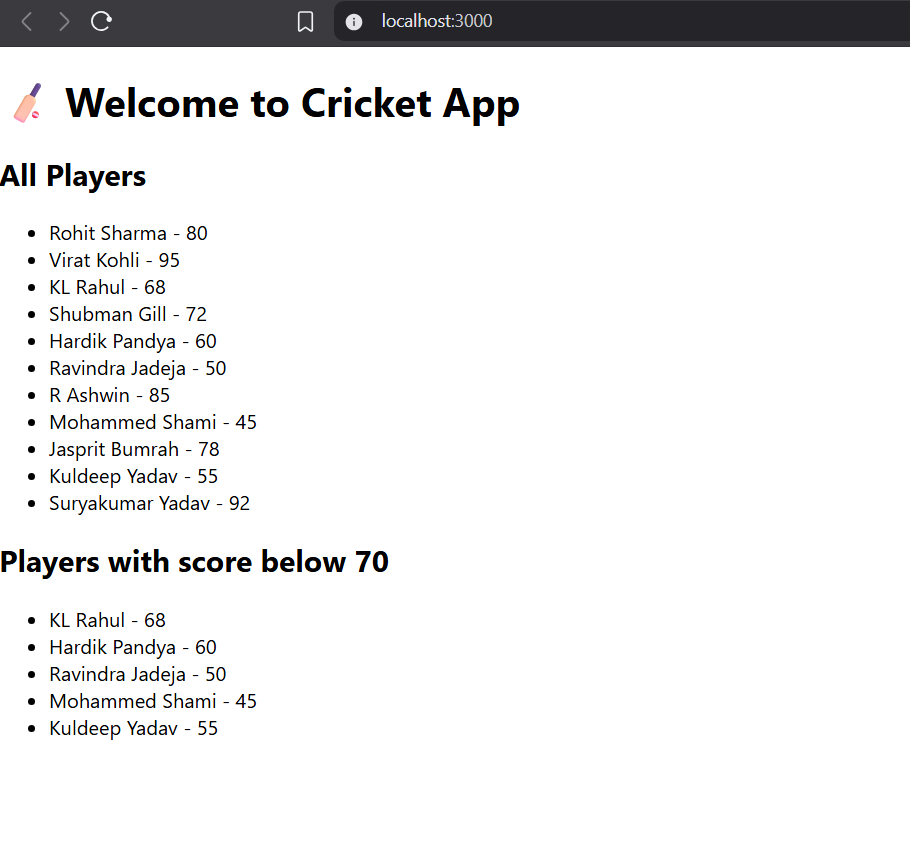 localhost:3000
Welcome to Cricket App
All Players
Rohit Sharma - 80
Virat Kohli - 95
KL Rahul - 68
Shubman Gill - 72
Hardik Pandya - 60
Ravindra Jadeja - 50
R Ashwin - 85
Mohammed Shami - 45
Jasprit Bumrah - 78
Kuldeep Yadav - 55
Suryakumar Yadav - 92
Players with score below 70
KL Rahul - 68
Hardik Pandya - 60
Ravindra Jadeja - 50
Mohammed Shami - 45
Kuldeep Yadav - 55